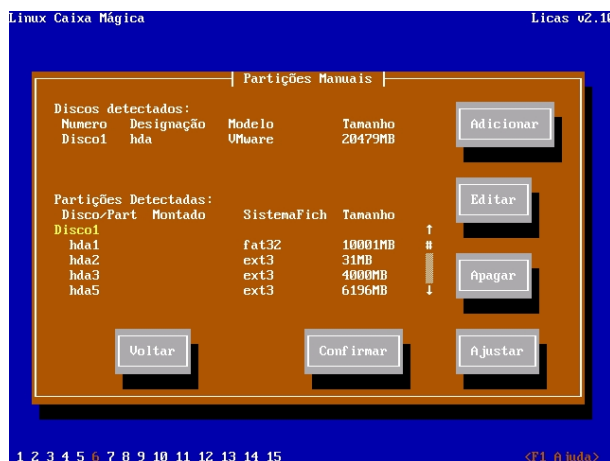 Linux Caixa Mágica Licas v2.10
Partições Manuais
Discos detectados:
Numero Designação Modelo Tamanho
Disco1 hda VMware 20479MB
Adicionar
Partições Detectadas:
Disco/Part Montado SistemaFich Tamanho
Editar
Disco1 ↑
hda1 fat32 10001MB #
hda2 ext3 31MB
hda3 ext3 4000MB
hda5 ext3 6196MB ↓
Apagar
Voltar Confirmar Ajustar
1 2 3 4 5 6 7 8 9 10 11 12 13 14 15 <F1 Ajuda>